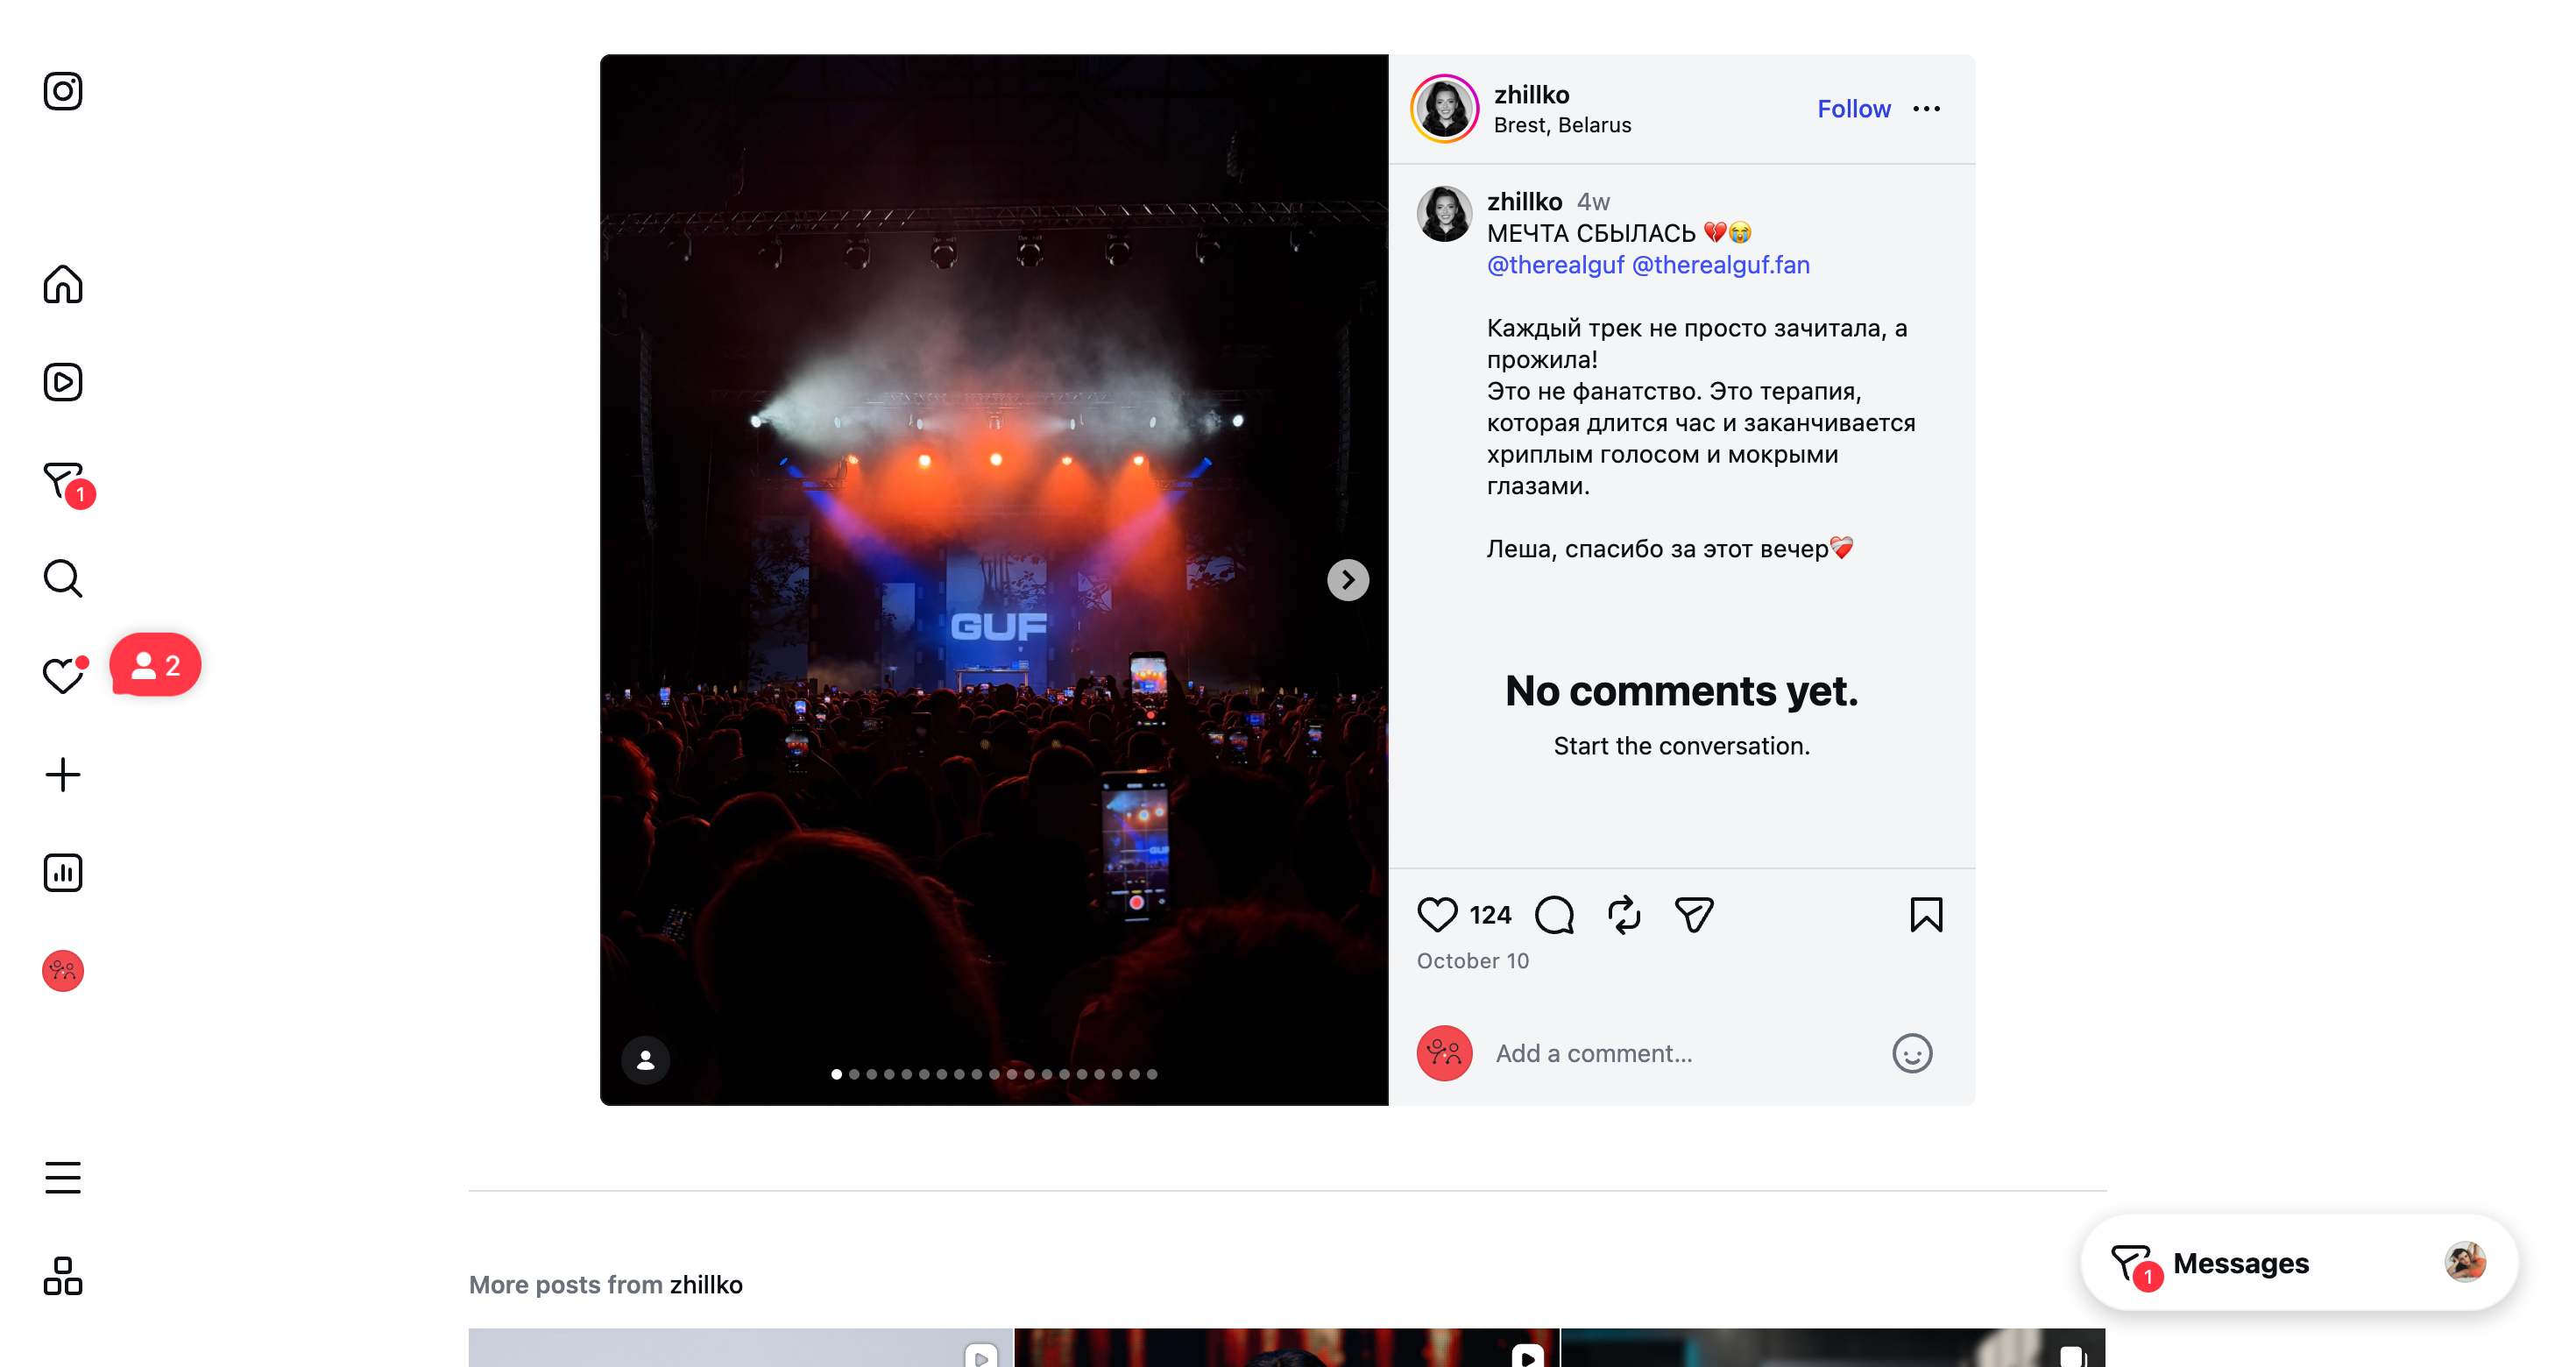 zhillko
Brest, Belarus
Follow
zhillko 4w
МЕЧТА СБЫЛАСЬ 💔😭
@therealguf @therealguf.fan
Каждый трек не просто зачитала, а
прожила!
Это не фанатство. Это терапия,
которая длится час и заканчивается
хриплым голосом и мокрыми
глазами.
Леша, спасибо за этот вечер❤️‍🩹
GUF
No comments yet.
Start the conversation.
124
October 10
Add a comment...
1
2
More posts from zhillko
1
Messages